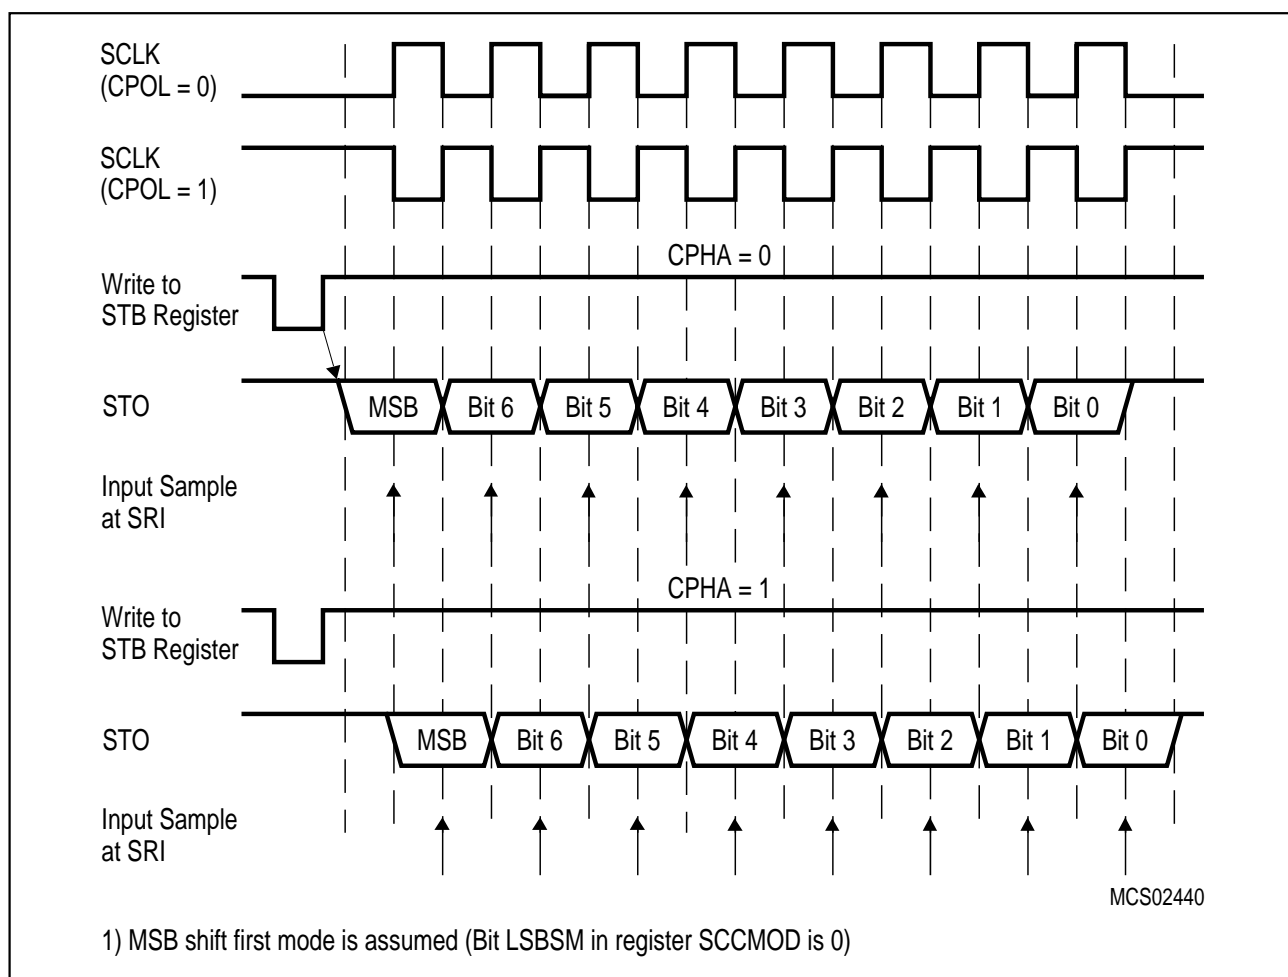 SCLK
(CPOL = 0)
SCLK
(CPOL = 1)
CPHA = 0
Write to
STB Register
STO
MSB
Bit 6
Bit 5
Bit 4
Bit 3
Bit 2
Bit 1
Bit 0
Input Sample
at SRI
CPHA = 1
Write to
STB Register
STO
MSB
Bit 6
Bit 5
Bit 4
Bit 3
Bit 2
Bit 1
Bit 0
Input Sample
at SRI
MCS02440
1) MSB shift first mode is assumed (Bit LSBSM in register SCCMOD is 0)